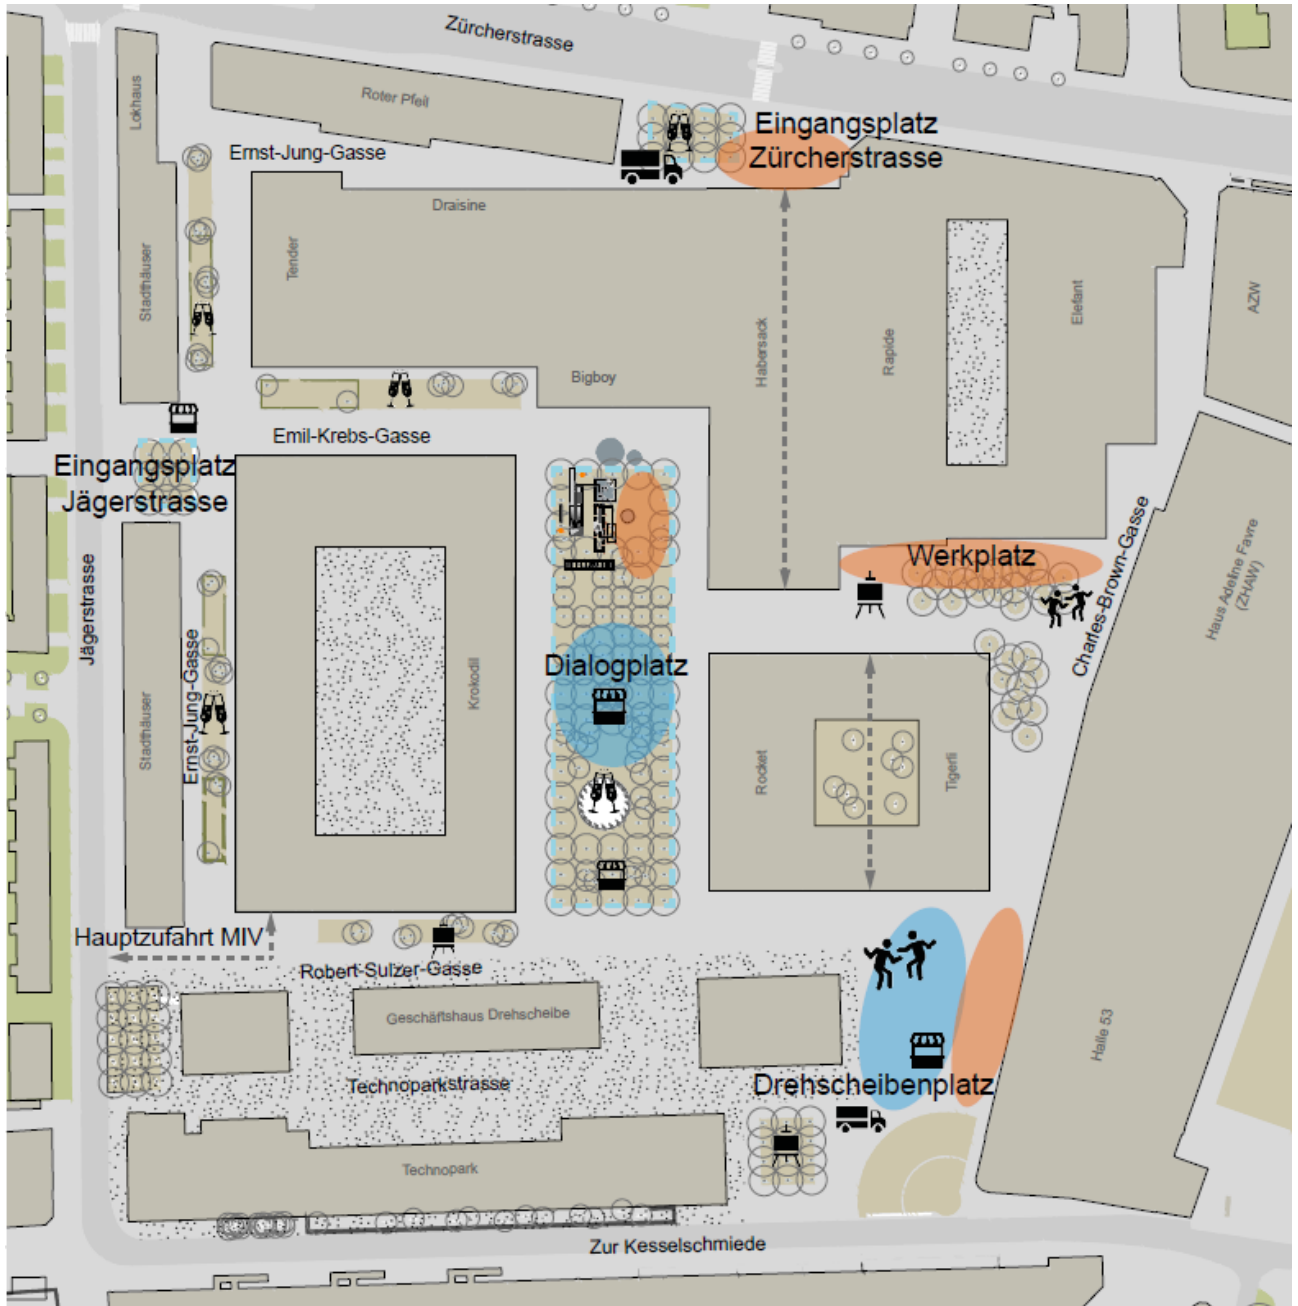 Zürcherstrasse
Lokhaus
Roter Pfeil
Eingangsplatz
Zürcherstrasse
Ernst-Jung-Gasse
Draisine
Stadthäuser
Tender
Habersack
Rapide
Elefant
AZW
Bigboy
Emil-Krebs-Gasse
Eingangsplatz
Jägerstrasse
Jägerstrasse
Werkplatz
Charles-Brown-Gasse
Haus Adeline Favre
(ZHAW)
Dialogplatz
Krokodil
Ernst-Jung-Gasse
Stadthäuser
Rocket
Tigerli
Hauptzufahrt MIV
Robert-Sulzer-Gasse
Geschäftshaus Drehscheibe
Halle 53
Technoparkstrasse
Drehscheibenplatz
Technopark
Zur Kesselschmiede